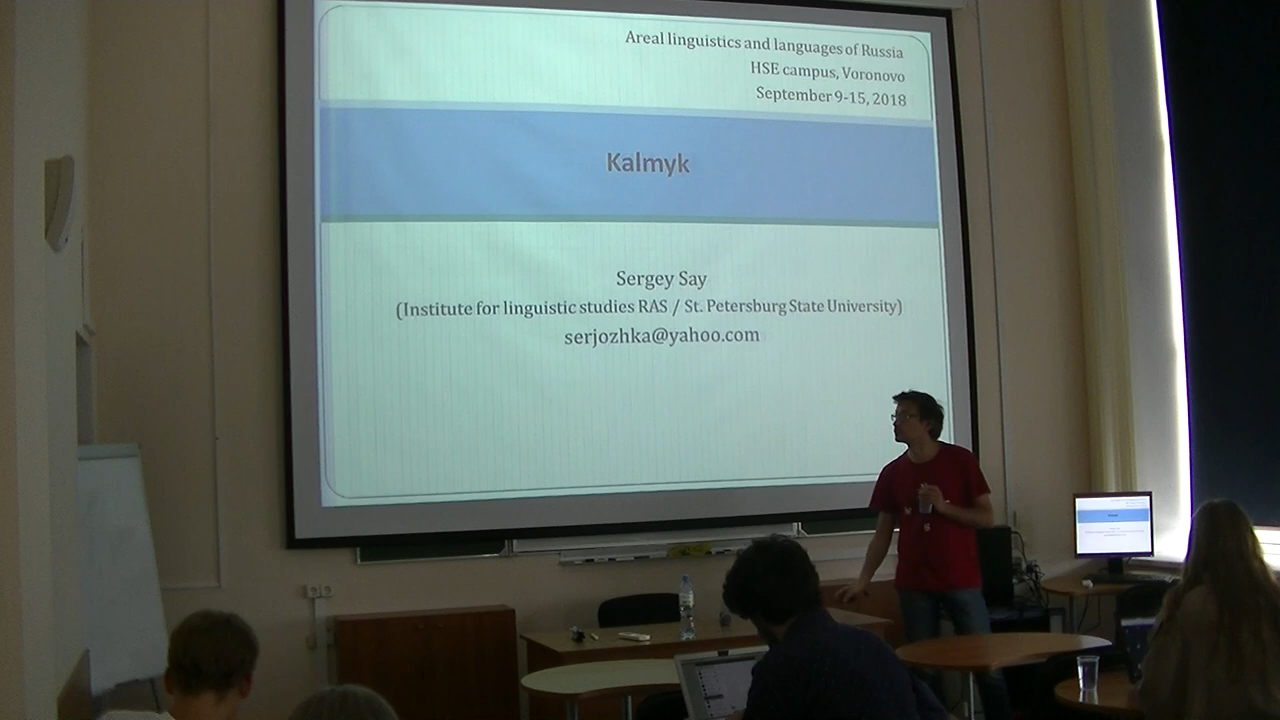 Areal linguistics and languages of Russia
HSE campus, Voronovo
September 9-15, 2018
Kalmyk
Sergey Say
(Institute for linguistic studies RAS / St. Petersburg State University)
serjozhka@yahoo.com